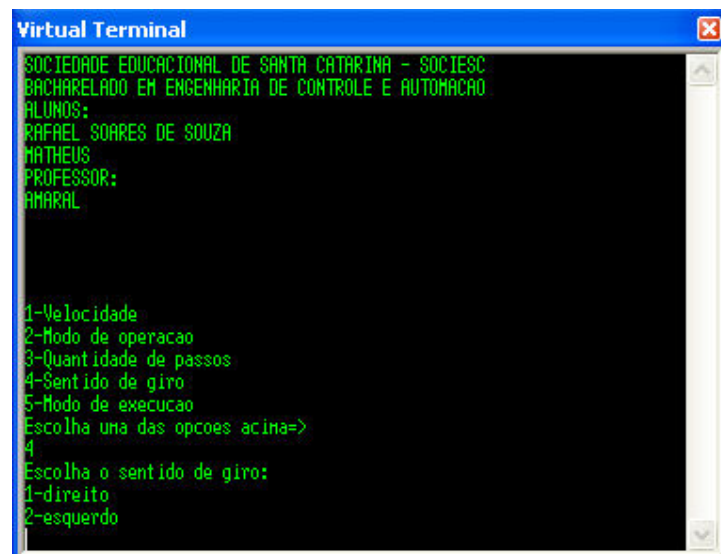 Virtual Terminal
SOCIEDADE EDUCACIONAL DE SANTA CATARINA - SOCIESC
BACHARELADO EM ENGENHARIA DE CONTROLE E AUTOMACAO
ALUNOS:
RAFAEL SOARES DE SOUZA
MATHEUS
PROFESSOR:
AMARAL
1-Velocidade
2-Modo de operacao
3-Quantidade de passos
4-Sentido de giro
5-Modo de execucao
Escolha uma das opcoes acima=>
4
Escolha o sentido de giro:
1-direito
2-esquerdo